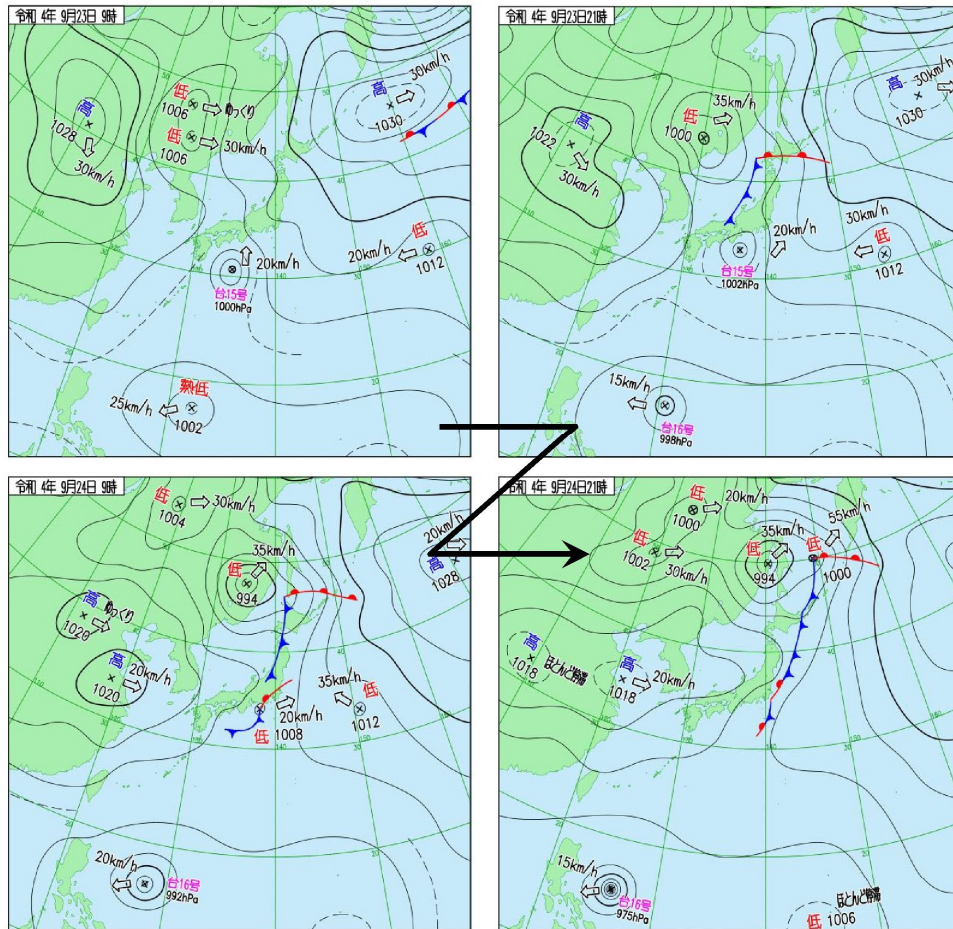 令和 4年 9月23日 9時
30km/h
高
1030
低
1006
ゆっくり
高
1028
低
1006
30km/h
30km/h
低
20km/h
1012
20km/h
台15号
1000hPa
熱低
25km/h
1002
令和 4年 9月23日21時
30km/h
高
1030
35km/h
低
1000
1022
30km/h
30km/h
20km/h
低
1012
台15号
1002hPa
15km/h
台16号
998hPa
令和 4年 9月24日 9時
低
30km/h
1004
20km/h
高
1028
35km/h
低
994
高
ゆっくり
1020
高
20km/h
1020
35km/h
低
20km/h
1012
低 1008
20km/h
台16号
992hPa
令和 4年 9月24日21時
低
20km/h
1000
55km/h
35km/h
低
低
1002
30km/h
994
1000
高
ほとんど停滞
1018
高
20km/h
1018
15km/h
台16号
975hPa
ほとんど停滞
低 1006